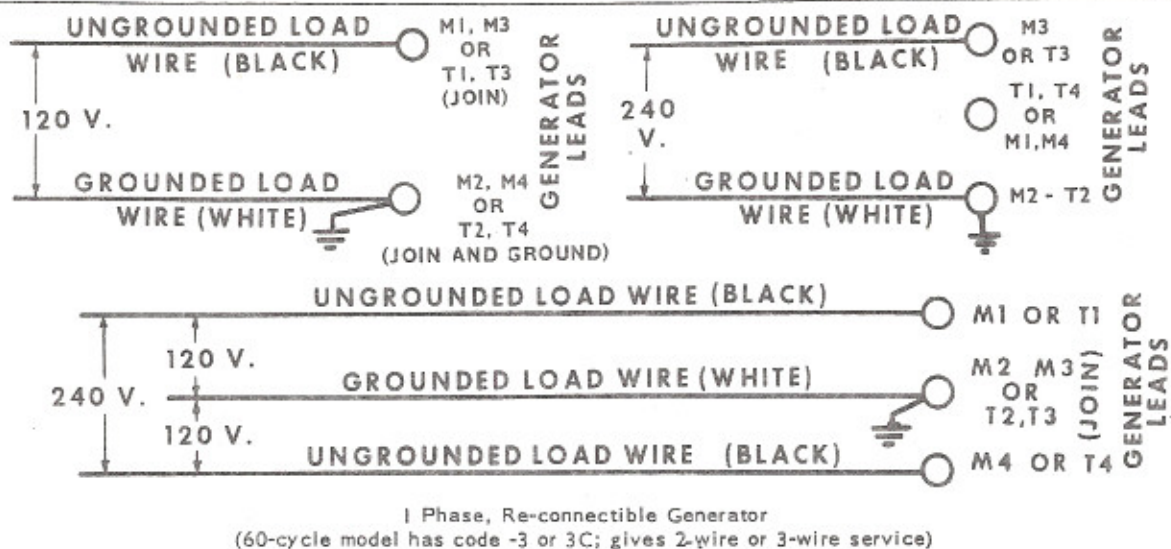 UNGROUNDED LOAD
WIRE (BLACK)
M1, M3
OR
T1, T3
(JOIN)
120 V.
GROUNDED LOAD
WIRE (WHITE)
M2, M4
OR
T2, T4
(JOIN AND GROUND)
GENERATOR
LEADS
UNGROUNDED LOAD
WIRE (BLACK)
M3
OR T3
T1, T4
OR
M1, M4
240
V.
GROUNDED LOAD
WIRE (WHITE)
M2 - T2
GENERATOR
LEADS
UNGROUNDED LOAD WIRE (BLACK)
M1 OR T1
120 V.
GROUNDED LOAD WIRE (WHITE)
M2 M3
OR
T2, T3
(JOIN)
240 V.
120 V.
UNGROUNDED LOAD WIRE (BLACK)
M4 OR T4
GENERATOR
LEADS
1 Phase, Re-connectible Generator
(60-cycle model has code -3 or 3C; gives 2-wire or 3-wire service)